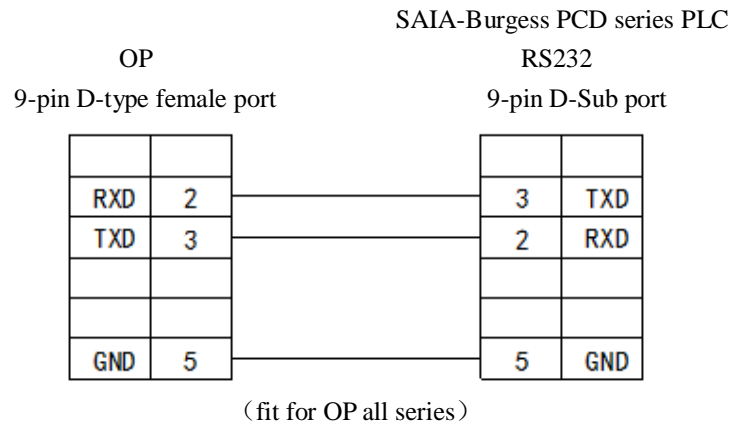 SAIA-Burgess PCD series PLC
OP RS232
9-pin D-type female port 9-pin D-Sub port
RXD 2 3 TXD
TXD 3 2 RXD
GND 5 5 GND
（fit for OP all series）